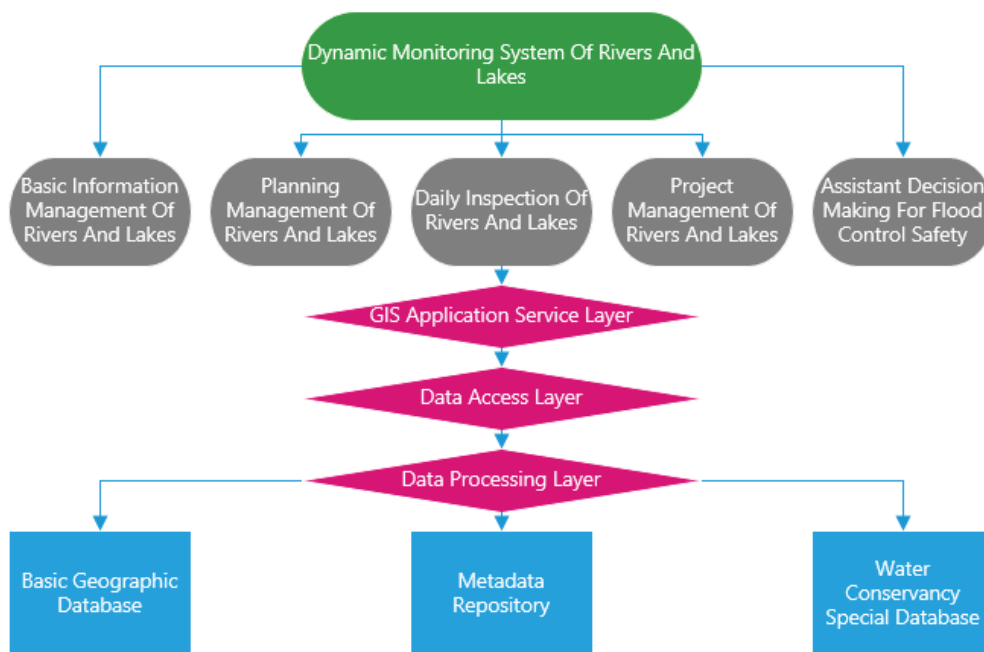 Dynamic Monitoring System Of Rivers And
Lakes
Basic Information
Management Of
Rivers And Lakes
Planning
Management Of
Rivers And Lakes
Daily Inspection Of
Rivers And Lakes
Project
Management Of
Rivers And Lakes
Assistant Decision
Making For Flood
Control Safety
GIS Application Service Layer
Data Access Layer
Data Processing Layer
Basic Geographic
Database
Metadata
Repository
Water
Conservancy
Special Database